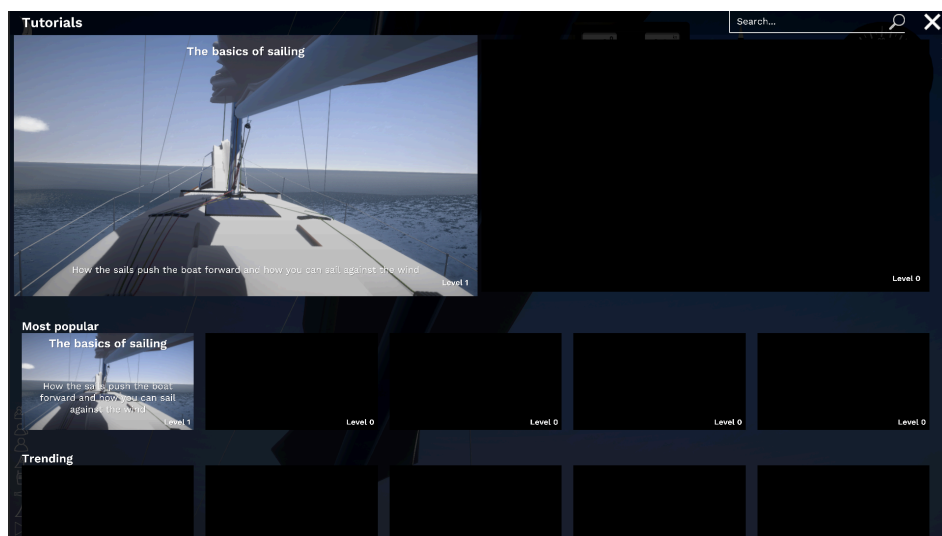 Tutorials
Search...
The basics of sailing
How the sails push the boat forward and how you can sail against the wind
Level 1
Level 0
Most popular
The basics of sailing
How the sails push the boat
forward and how you can sail
against the wind
Level 1
Level 0
Level 0
Level 0
Level 0
Trending